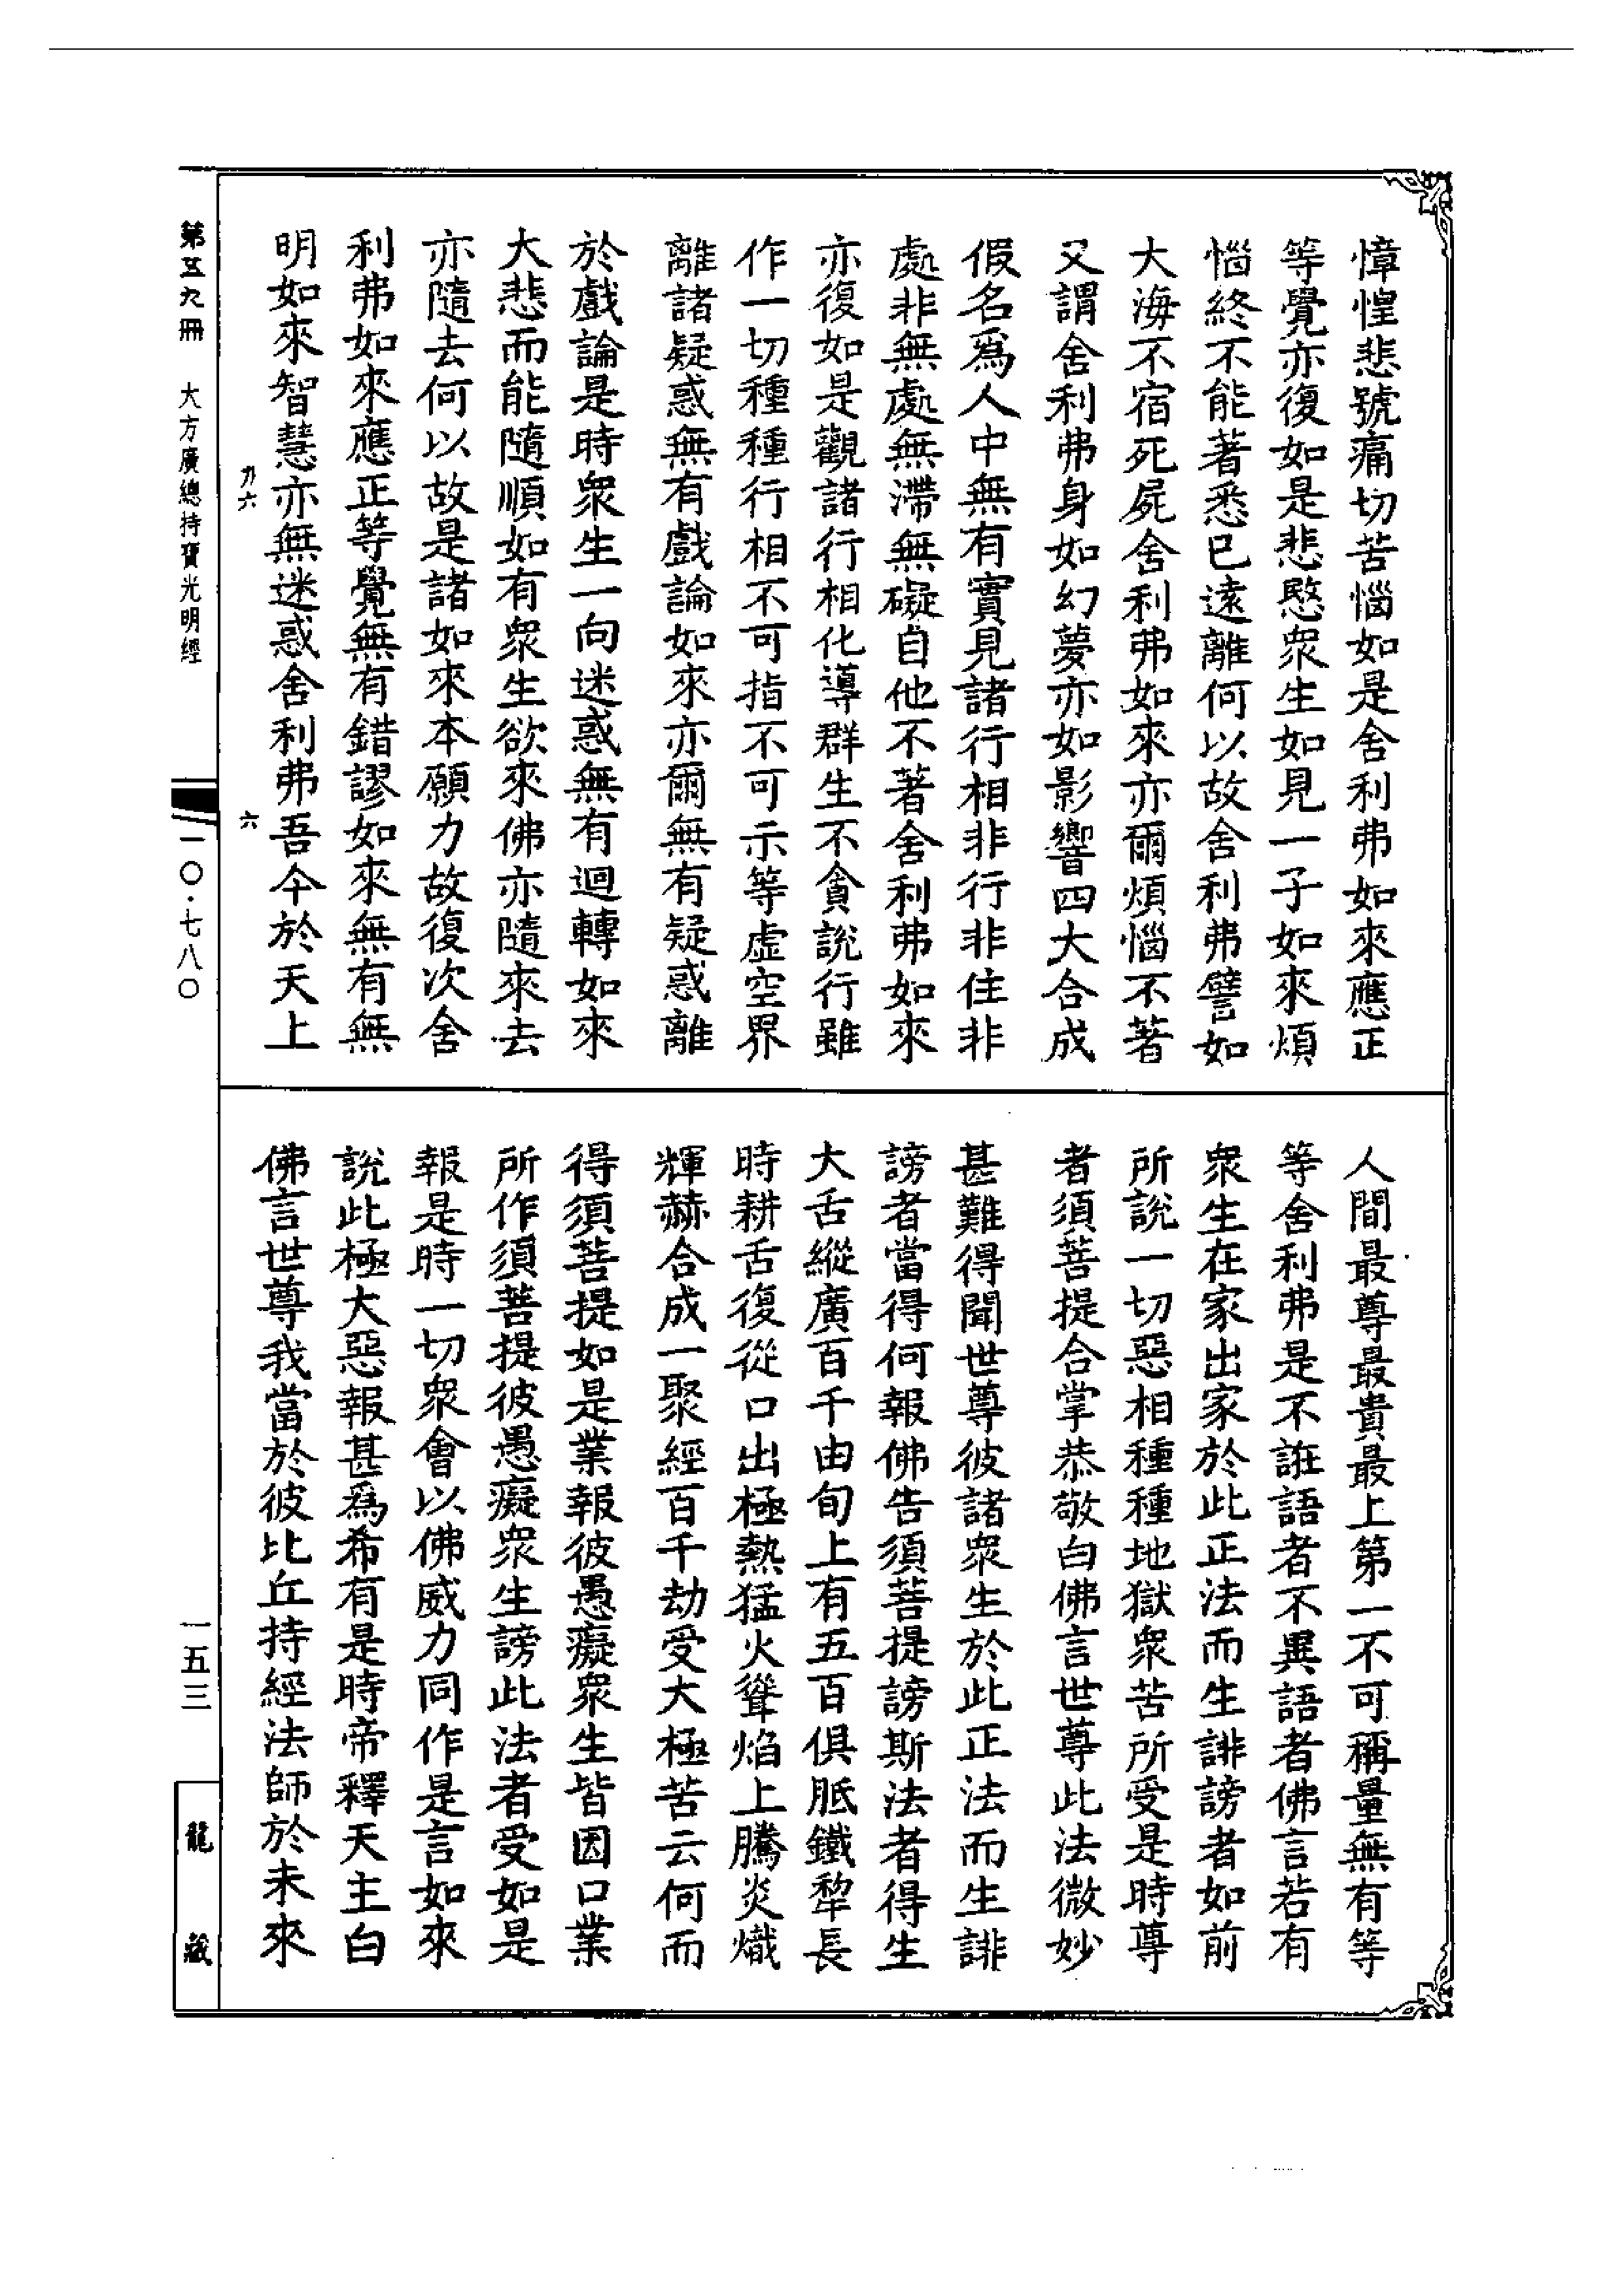 慞惶悲號痛切苦惱如是舍利弗如來應正
等覺亦復如是悲愍衆生如見一子如來煩
惱終不能著悉已遠離何以故舍利弗譬如
大海不宿死屍舍利弗如來亦爾煩惱不著
又謂舍利弗身如幻夢亦如影響四大合成
假名爲人中無有實見諸行相非行非住非
處非無處無滯無礙自他不著舍利弗如來
亦復如是觀諸行相化導群生不貪說行雖
作一切種種行相不可指不可示等虛空界
離諸疑惑無有戲論如來亦爾無有疑惑離
於戲論是時衆生一向迷惑無有迴轉如來
大悲而能隨順如有衆生欲來佛亦隨來去
亦隨去何以故是諸如來本願力故復次舍
利弗如來應正等覺無有錯謬如來無有無
明如來智慧亦無迷惑舍利弗吾今於天上
人間最尊最貴最上第一不可稱量無有等
等舍利弗是不誑語者不異語者佛言若有
衆生在家出家於此正法而生誹謗者如前
所說一切惡相種種地獄衆苦所受是時尊
者須菩提合掌恭敬白佛言世尊此法微妙
甚難得聞世尊彼諸衆生於此正法而生誹
謗者當得何報佛告須菩提謗斯法者得生
大舌縱廣百千由旬上有五百俱胝鐵犂長
時耕舌復從口出極熱猛火聳焰上騰炎熾
輝赫合成一聚經百千劫受大極苦云何而
得須菩提如是業報彼愚癡衆生皆因口業
所作須菩提彼愚癡衆生謗此法者受如是
報是時一切衆會以佛威力同作是言如來
說此極大惡報甚爲希有是時帝釋天主白
佛言世尊我當於彼比丘持經法師於未來
六
第五九冊 大方廣總持寶光明經
一〇·七八〇
一五三
龍藏